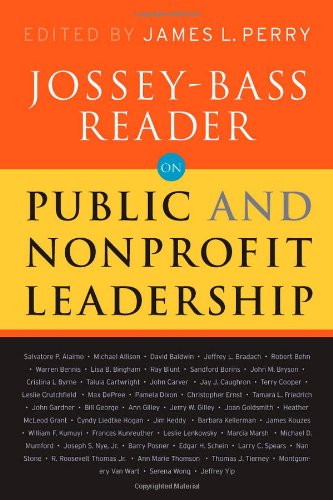 EDITED BY JAMES L. PERRY
JOSSEY-BASS
READER
ON
PUBLIC AND
NONPROFIT
LEADERSHIP
Salvatore P. Alaimo • Michael Allison • David Baldwin • Jeffrey L. Bradach • Robert Behn
• Warren Bennis • Lisa B. Bingham • Ray Blunt • Sandford Borins • John M. Bryson •
Cristina L Byrne • Talula Cartwright • John Carver • Jay J. Caughron • Terry Cooper •
Leslie Crutchfield • Max DePree • Pamela Dixon • Christopher Ernst • Tamara L. Friedrich
• John Gardner • Bill George • Ann Gilley • Jerry W. Gilley • Joan Goldsmith • Heather
McLeod Grant • Cyndy Liedtke Hogan • Jim Keddy • Barbara Kellerman • James Kouzes
• William F. Kumuyi • Frances Kunreuther • Leslie Lenkowsky • Marcia Marsh • Michael D.
Mumford • Joseph S. Nye, Jr. • Barry Posner • Edgar H. Schein • Larry C. Spears • Nan
Stone • R. Roosevelt Thomas Jr. • Ann Marie Thomson • Thomas J. Tierney • Montgom-
ery Van Wart • Serena Wong • Jeffrey Yip